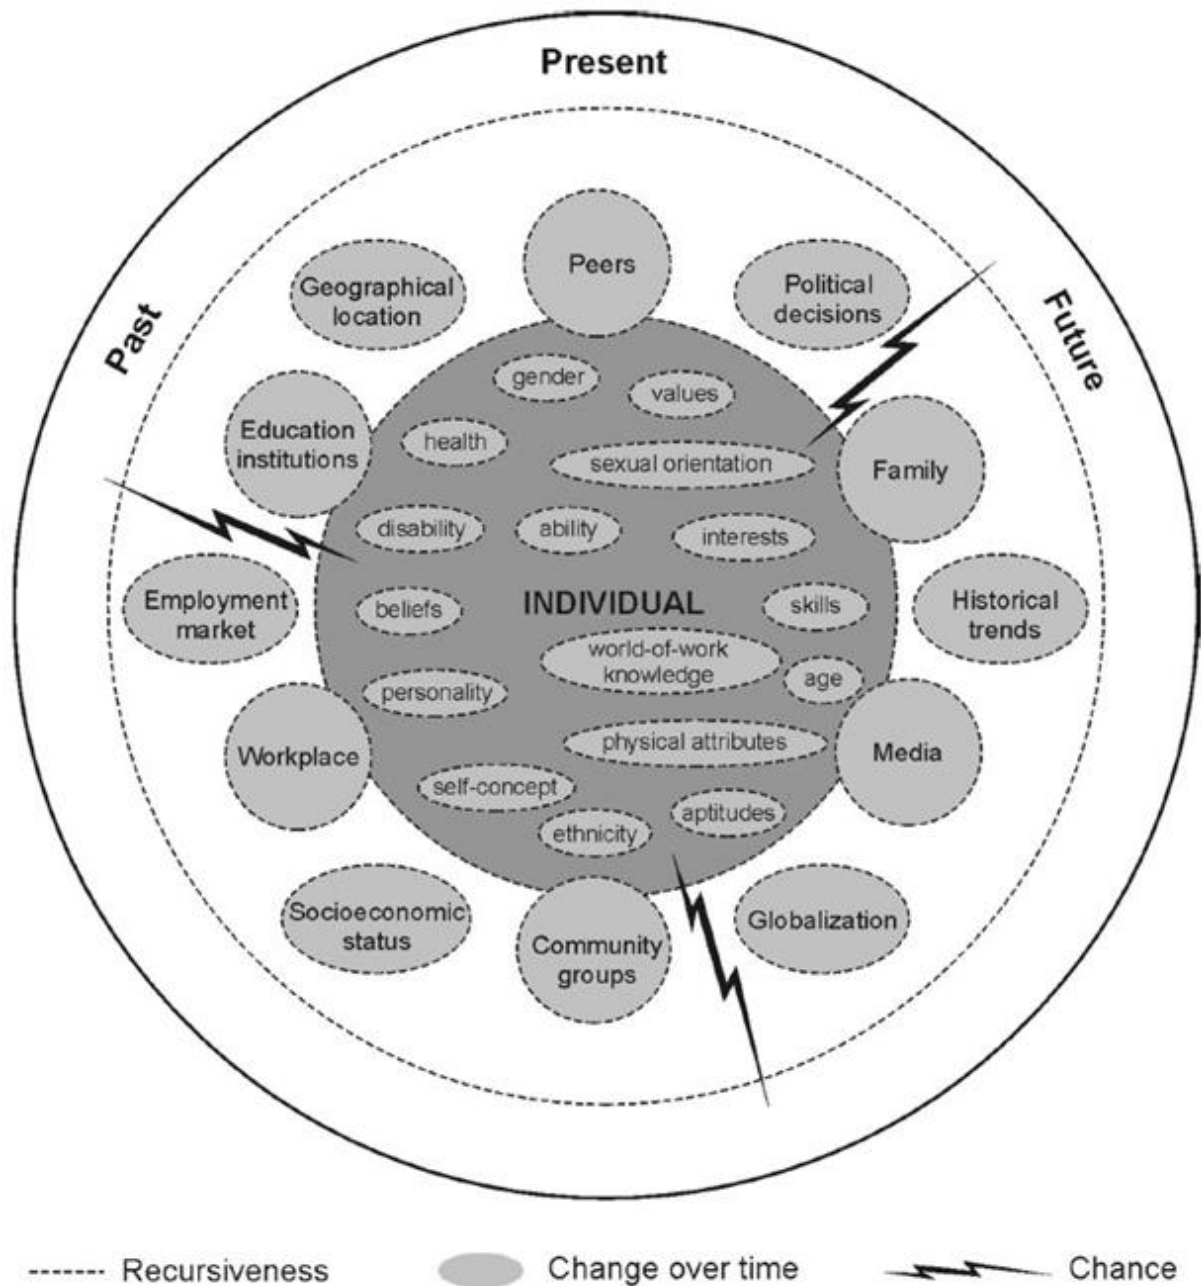 Present
Past
Future
Peers
Geographical
location
Political
decisions
gender
values
Education
institutions
health
sexual orientation
Family
disability
ability
interests
Employment
market
beliefs
INDIVIDUAL
skills
Historical
trends
world-of-work
knowledge
age
personality
physical attributes
Workplace
Media
self-concept
aptitudes
ethnicity
Socioeconomic
status
Community
groups
Globalization
Recursiveness
Change over time
Chance